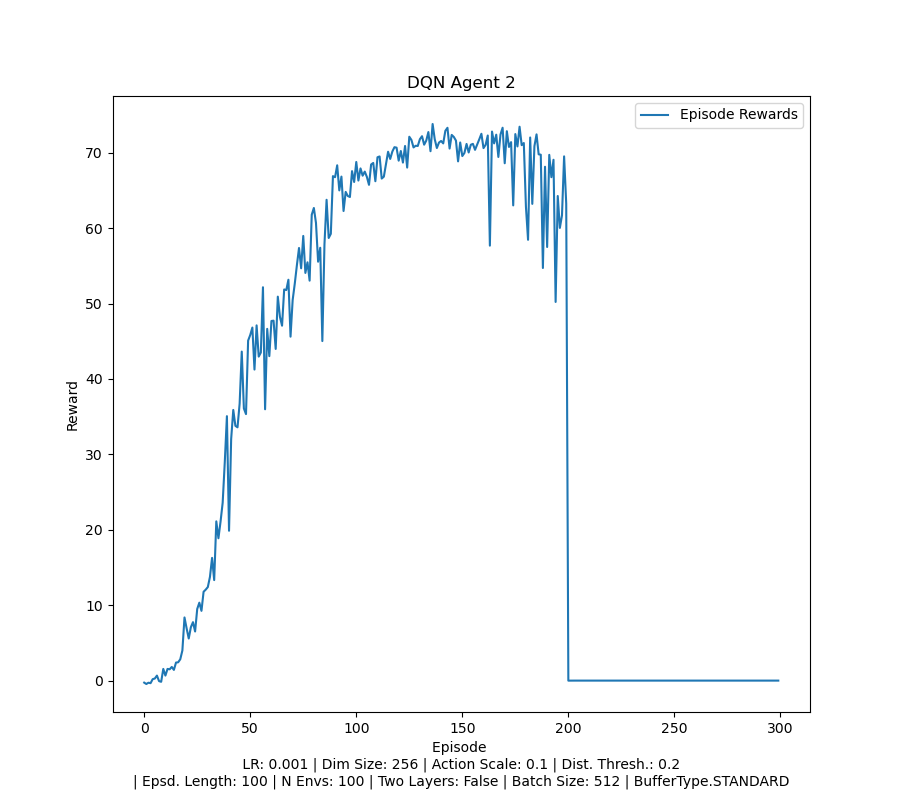 DQN Agent 2
Episode Rewards
70
60
50
40
30
20
10
0
Reward
0 50 100 150 200 250 300
Episode
LR: 0.001 | Dim Size: 256 | Action Scale: 0.1 | Dist. Thresh.: 0.2
| Epsd. Length: 100 | N Envs: 100 | Two Layers: False | Batch Size: 512 | BufferType.STANDARD